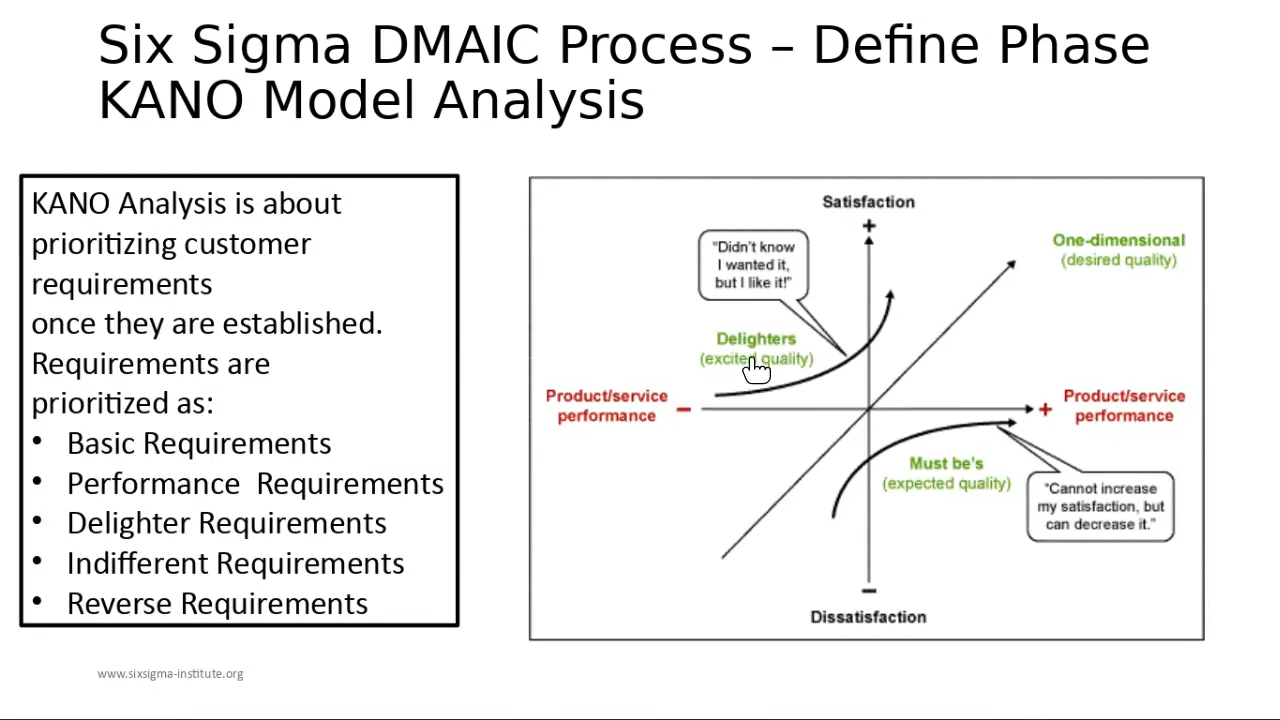 Six Sigma DMAIC Process – Define Phase
KANO Model Analysis
KANO Analysis is about
prioritizing customer
requirements
once they are established.
Requirements are
prioritized as:
• Basic Requirements
• Performance  Requirements
• Delighter Requirements
• Indifferent Requirements
• Reverse Requirements
Satisfaction
+
"Didn't know
I wanted it,
but I like it!"
One-dimensional
(desired quality)
Delighters
(excited quality)
Product/service
performance
–
+
Product/service
performance
Must be's
(expected quality)
"Cannot increase
my satisfaction, but
can decrease it."
–
Dissatisfaction
www.sixsigma-institute.org